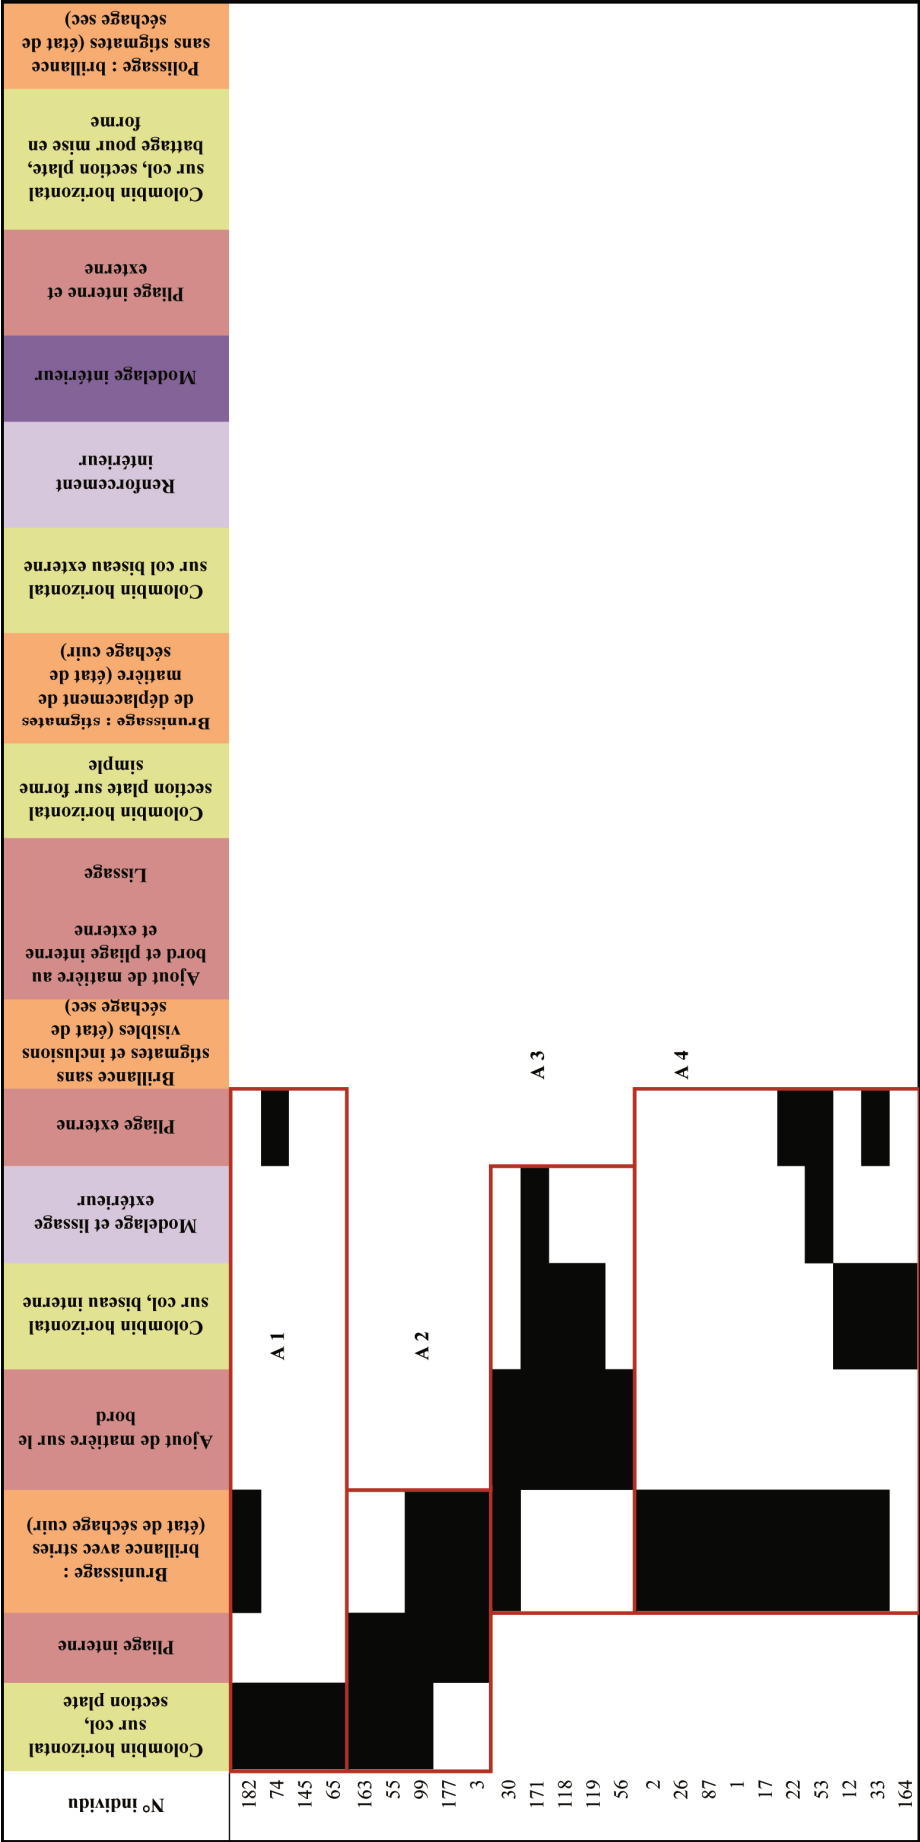 N° individu
Colombin horizontal
sur col,
section plate
Pliage interne
Brunissage :
brillance avec stries
(état de séchage cuir)
Ajout de matière sur le
bord
Colombin horizontal
sur col, biseau interne
Modelage et lissage
extérieur
Pliage externe
Brillance sans
stigmates et inclusions
visibles (état de
séchage sec)
Ajout de matière au
bord et pliage interne
et externe
Lissage
Colombin horizontal
section plate sur forme
simple
Brunissage : stigmates
de déplacement de
matière (état de
séchage cuir)
Colombin horizontal
sur col biseau externe
Renforcement
intérieur
Modelage intérieur
Pliage interne et
externe
Colombin horizontal
sur col, section plate,
battage pour mise en
forme
Polissage : brillance
sans stigmates (état de
séchage sec)
182
74
145
65
163
55
99
177
3
30
171
118
119
56
2
26
87
1
17
22
53
12
33
164
A 1
A 2
A 3
A 4